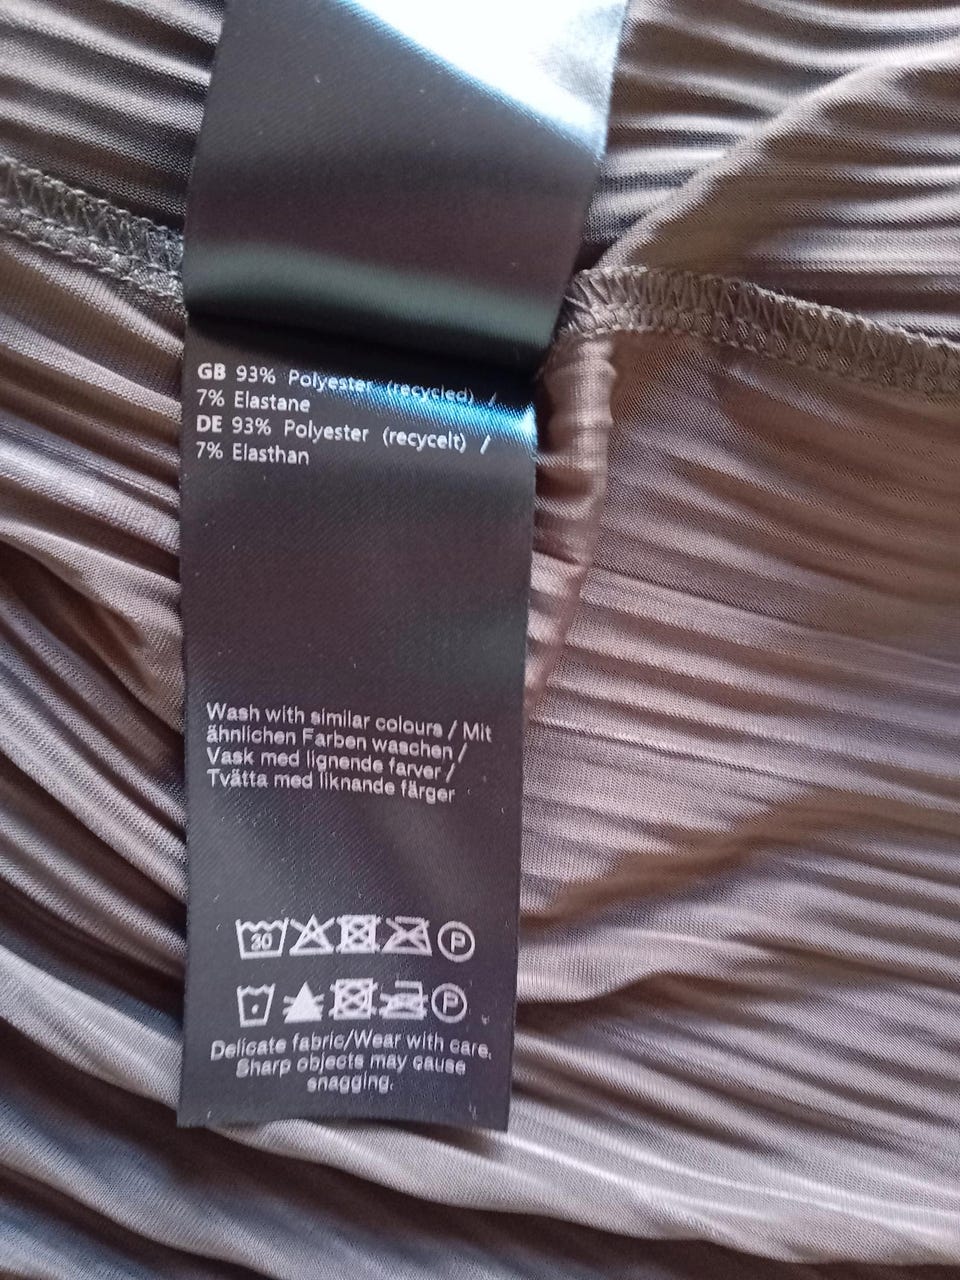 GB 93% Polyester (recycled) /
7% Elastane
DE 93% Polyester (recycelt) /
7% Elasthan
Wash with similar colours / Mit
ähnlichen Farben waschen /
Vask med lignende farver /
Tvätta med liknande färger
30 P
P
Delicate fabric/Wear with care.
Sharp objects may cause
snagging.